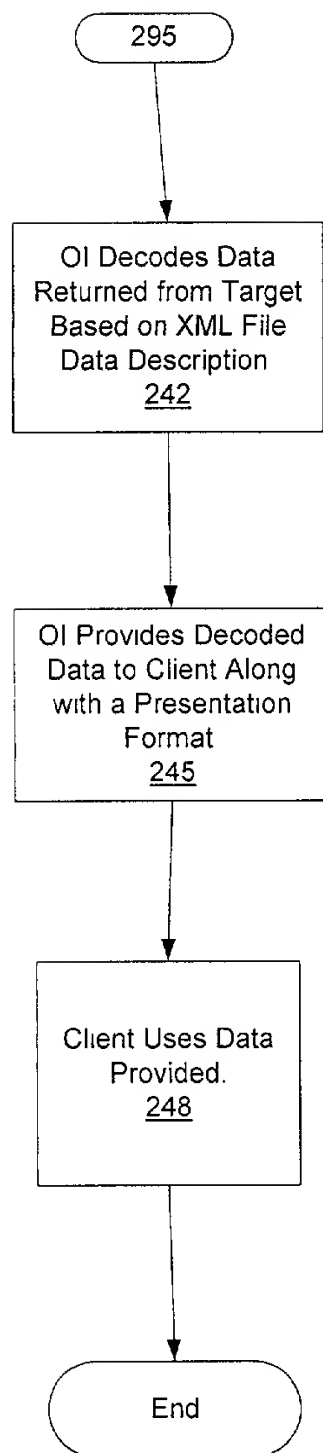 295
OI Decodes Data
Returned from Target
Based on XML File
Data Description
242
OI Provides Decoded
Data to Client Along
with a Presentation
Format
245
Client Uses Data
Provided.
248
End